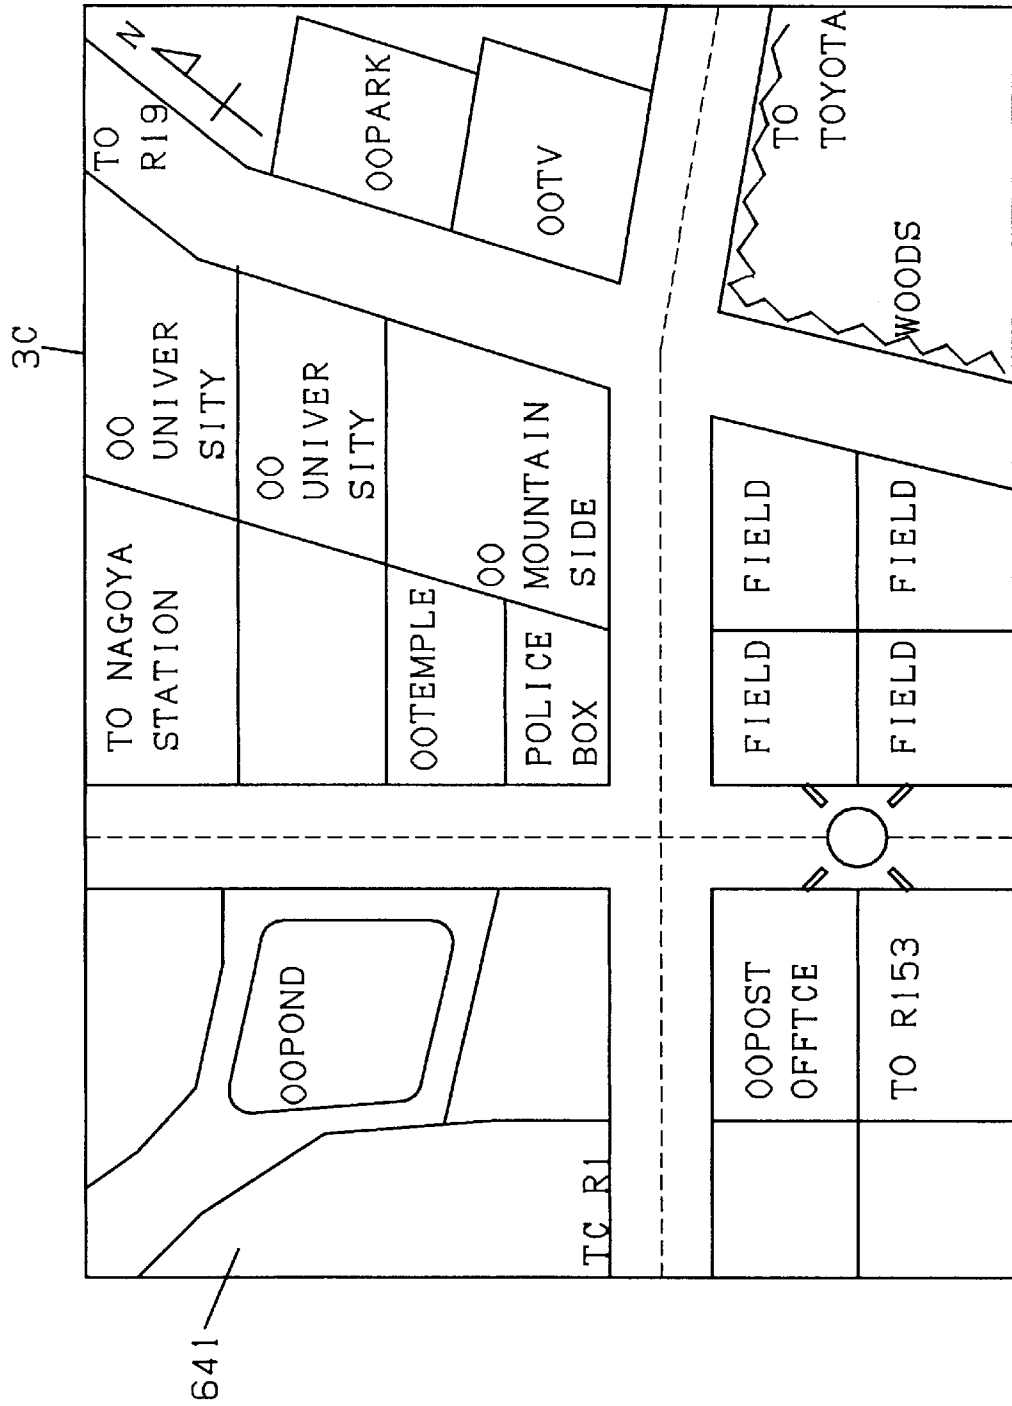 3C
641
N
TO
R19
OOPARK
OOTV
TO
TOYOTA
WOODS
OO
UNIVER
SITY
OO
UNIVER
SITY
OO
MOUNTAIN
SIDE
TO NAGOYA
STATION
OOTEMPLE
POLICE
BOX
FIELD
FIELD
FIELD
FIELD
OOPOND
TC R1
OOPOST
OFFTCE
TO R153